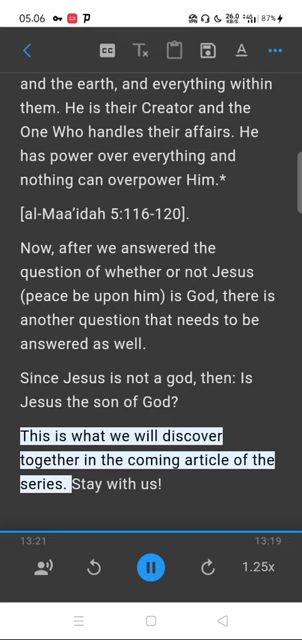 05.06
26.0 KB/S
4G
87%
CC
A
and the earth, and everything within
them. He is their Creator and the
One Who handles their affairs. He
has power over everything and
nothing can overpower Him.*
[al-Maa’idah 5:116-120].
Now, after we answered the
question of whether or not Jesus
(peace be upon him) is God, there is
another question that needs to be
answered as well.
Since Jesus is not a god, then: Is
Jesus the son of God?
This is what we will discover
together in the coming article of the
series. Stay with us!
13:21
13:19
1.25x